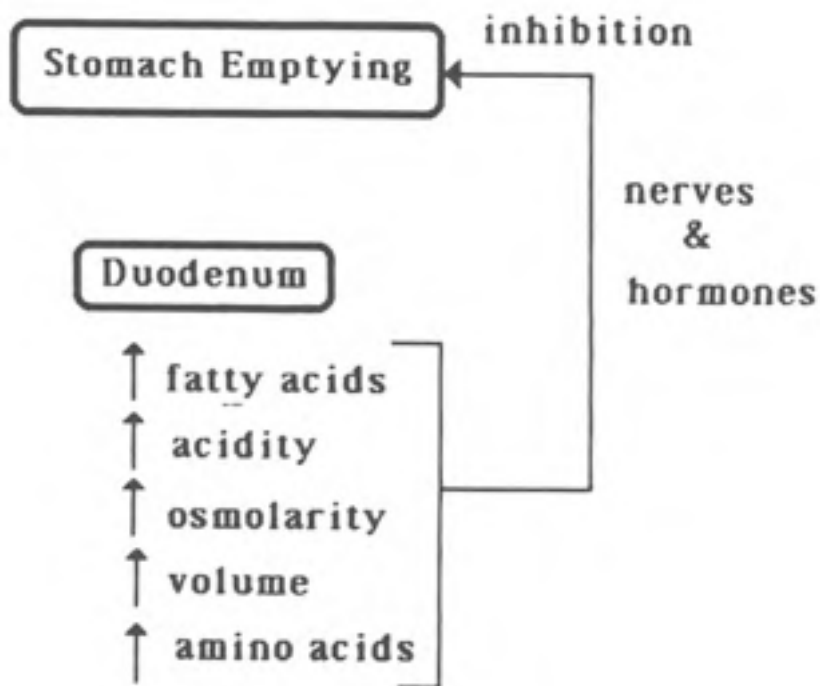 inhibition
Stomach Emptying
nerves
&
hormones
Duodenum
↑ fatty acids
↑ acidity
↑ osmolarity
↑ volume
↑ amino acids